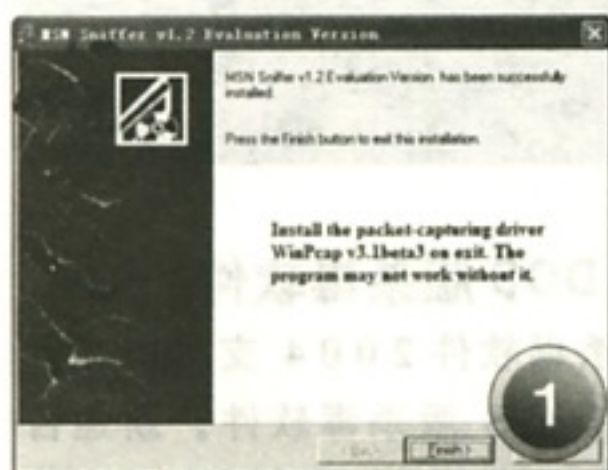 MSN Sniffer v1.2 Evaluation Version
MSN Sniffer v1.2 Evaluation Version has been successfully
installed.
Press the Finish button to exit this installation.
Install the packet-capturing driver
WinPcap v3.1beta3 on exit. The
program may not work without it.
1
Finish